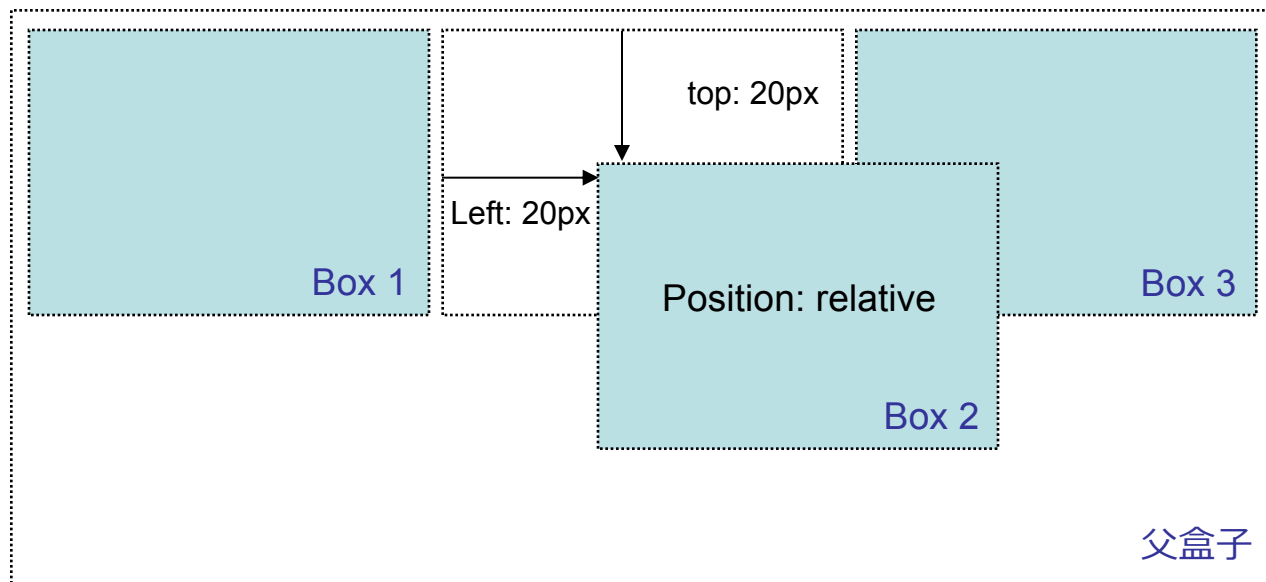 top: 20px
Left: 20px
Box 1
Position: relative
Box 3
Box 2
父盒子